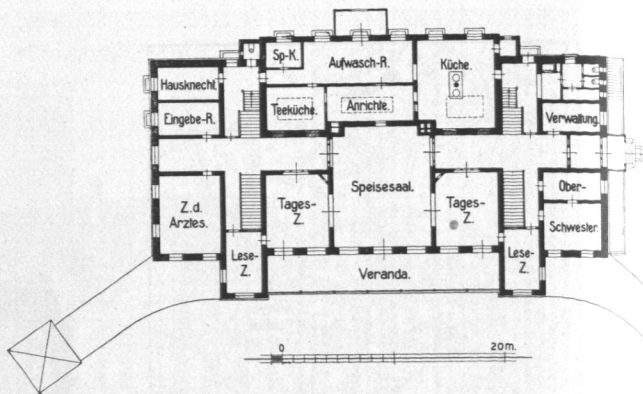 Sp-K.
Aufwasch-R.
Küche.
Hausknecht.
Teeküche.
Anrichte.
Eingebe-R.
Verwaltung.
Z.d.
Arztes.
Tages-
Z.
Speisesaal.
Tages-
Z.
Ober-
Schwester.
Lese-
Z.
Veranda.
Lese-
Z.
0
20m.